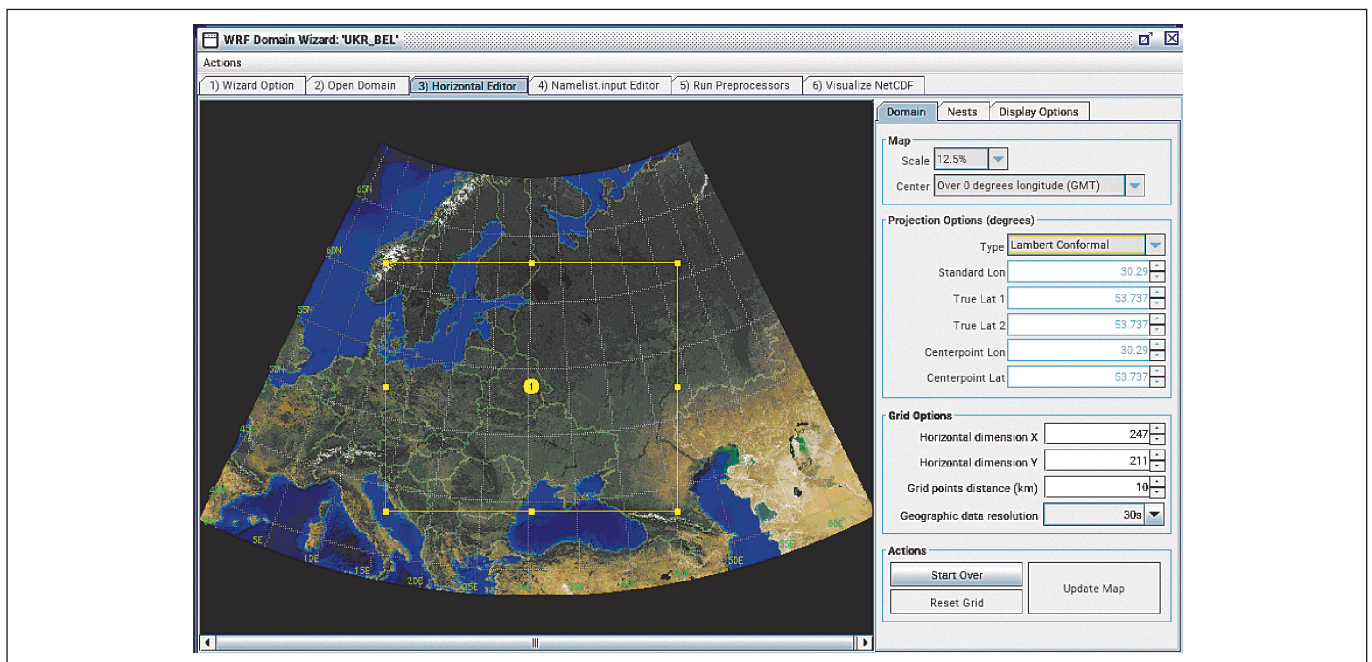 WRF Domain Wizard: 'UKR_BEL'
Actions
1) Wizard Option 2) Open Domain 3) Horizontal Editor 4) Namelist.input Editor 5) Run Preprocessors 6) Visualize NetCDF
Domain Nests Display Options
Map
Scale 12.5%
Center Over 0 degrees longitude (GMT)
Projection Options (degrees)
Type Lambert Conformal
Standard Lon 30.29
True Lat 1 53.737
True Lat 2 53.737
Centerpoint Lon 30.29
Centerpoint Lat 53.737
Grid Options
Horizontal dimension X 247
Horizontal dimension Y 211
Grid points distance (km) 10
Geographic data resolution 30s
Actions
Start Over
Reset Grid
Update Map
65N
60N
55N
50N
45N
1
5E
10E
15E
20E
50E
55E
60E